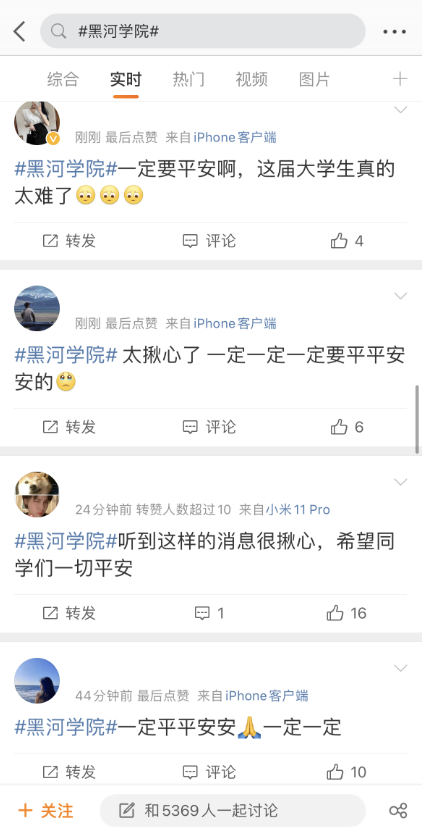 #黑河学院#
综合 实时 热门 视频 图片
刚刚 最后点赞 来自iPhone客户端
#黑河学院#一定要平安啊，这届大学生真的
太难了🥺🥺🥺
转发 评论 4
刚刚 最后点赞 来自iPhone客户端
#黑河学院# 太揪心了 一定一定一定要平平安
安的🥺
转发 评论 6
24分钟前 转赞人数超过10 来自小米11 Pro
#黑河学院#听到这样的消息很揪心，希望同
学们一切平安
转发 1 16
44分钟前 最后点赞 来自iPhone客户端
#黑河学院#一定平平安安🙏一定一定
转发 评论 10
关注 和5369人一起讨论